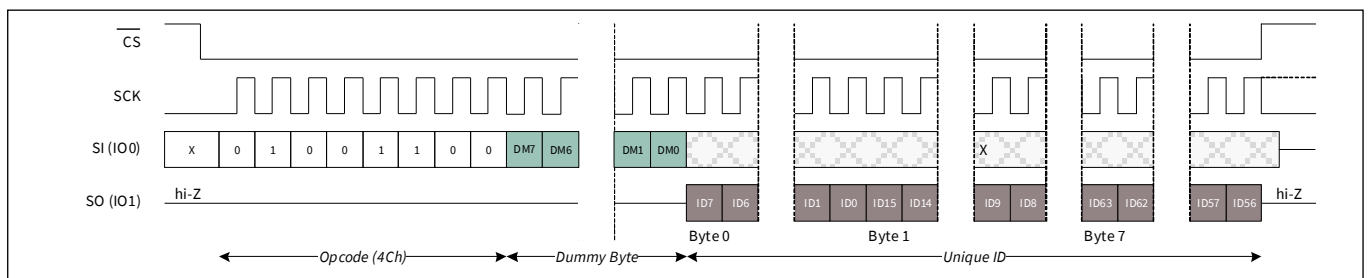 CS
SCK
SI (IO0) X 0 1 0 0 1 1 0 0 DM7 DM6 DM1 DM0 X
SO (IO1) hi-Z ID7 ID6 ID1 ID0 ID15 ID14 ID9 ID8 ID63 ID62 ID57 ID56 hi-Z
Byte 0 Byte 1 Byte 7
Opcode (4Ch) Dummy Byte Unique ID